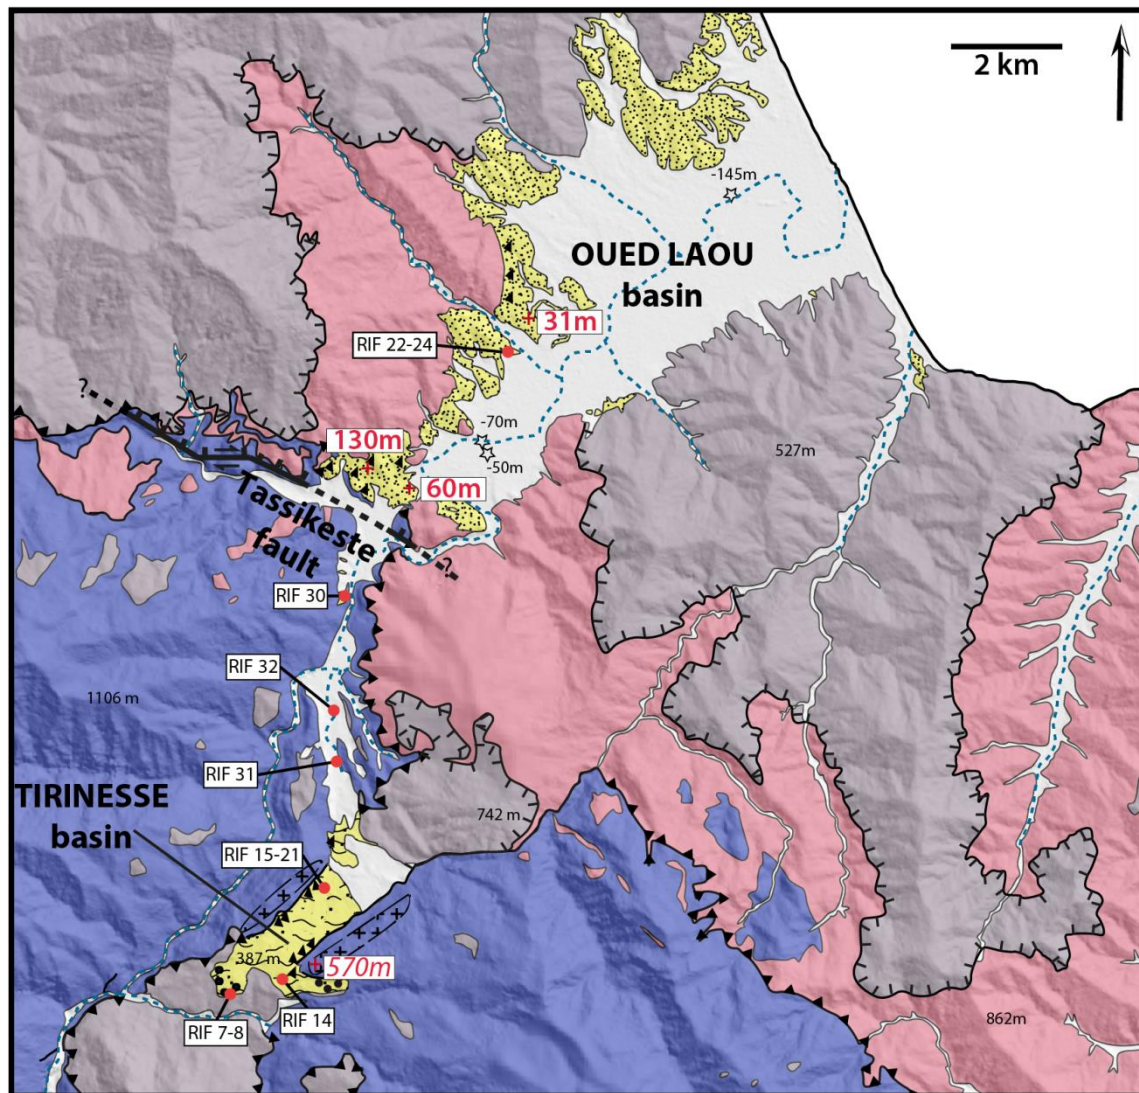 2 km
-145m
OUED LAOU
basin
31m
RIF 22-24
?
-70m
130m
527m
-50m
60m
Tassikeste
fault
?
RIF 30
RIF 32
1106 m
RIF 31
TIRINESSE
basin
742 m
RIF 15-21
387 m
570m
RIF 7-8
RIF 14
862m